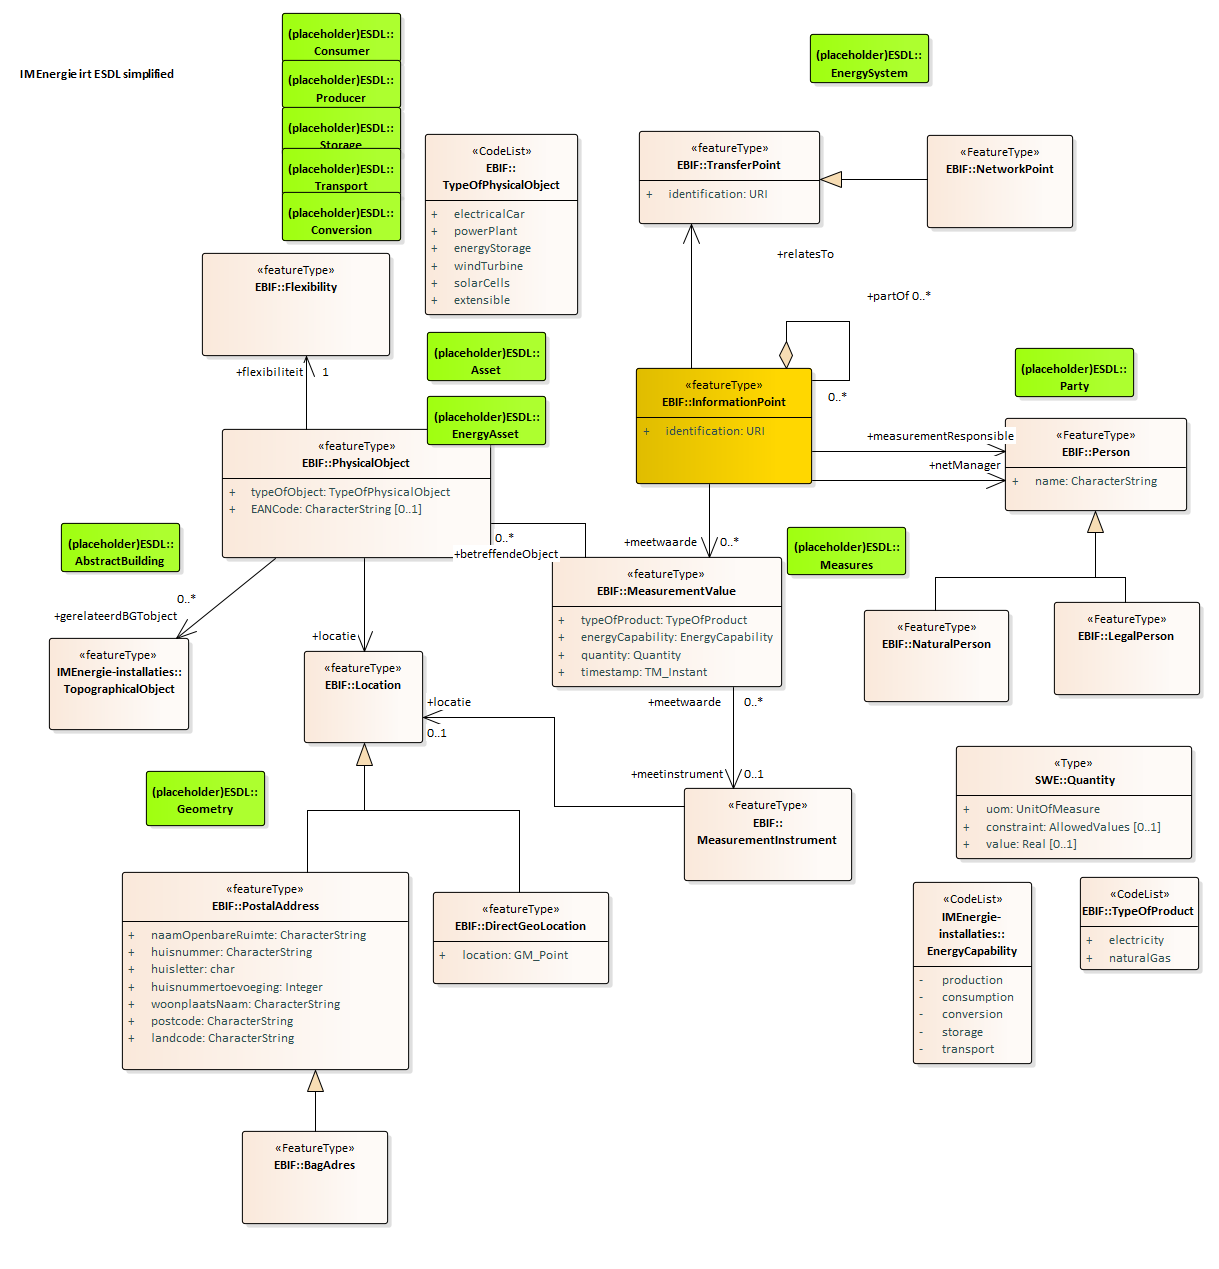 IMEnergie irt ESDL simplified
(placeholder)ESDL::
Consumer
(placeholder)ESDL::
Producer
(placeholder)ESDL::
Storage
(placeholder)ESDL::
Transport
(placeholder)ESDL::
Conversion
(placeholder)ESDL::
EnergySystem
«CodeList»
EBIF::
TypeOfPhysicalObject
+ electricalCar
+ powerPlant
+ energyStorage
+ windTurbine
+ solarCells
+ extensible
«featureType»
EBIF::TransferPoint
+ identification: URI
«FeatureType»
EBIF::NetworkPoint
+relatesTo
«featureType»
EBIF::Flexibility
+flexibiliteit 1
+partOf 0..*
0..*
(placeholder)ESDL::
Asset
(placeholder)ESDL::
EnergyAsset
«featureType»
EBIF::InformationPoint
+ identification: URI
(placeholder)ESDL::
Party
+measurementResponsible
+netManager
«FeatureType»
EBIF::Person
+ name: CharacterString
«featureType»
EBIF::PhysicalObject
+ typeOfObject: TypeOfPhysicalObject
+ EANCode: CharacterString [0..1]
0..*
+betreffendeObject
+meetwaarde 0..*
(placeholder)ESDL::
AbstractBuilding
(placeholder)ESDL::
Measures
0..*
+gerelateerdBGTobject
+locatie
«featureType»
EBIF::MeasurementValue
+ typeOfProduct: TypeOfProduct
+ energyCapability: EnergyCapability
+ quantity: Quantity
+ timestamp: TM_Instant
«FeatureType»
EBIF::NaturalPerson
«FeatureType»
EBIF::LegalPerson
«featureType»
IMEnergie-installaties::
TopographicalObject
«featureType»
EBIF::Location
+locatie
0..1
+meetwaarde 0..*
+meetinstrument 0..1
(placeholder)ESDL::
Geometry
«FeatureType»
EBIF::
MeasurementInstrument
«Type»
SWE::Quantity
+ uom: UnitOfMeasure
+ constraint: AllowedValues [0..1]
+ value: Real [0..1]
«featureType»
EBIF::PostalAddress
+ naamOpenbareRuimte: CharacterString
+ huisnummer: CharacterString
+ huisletter: char
+ huisnummertoevoeging: Integer
+ woonplaatsNaam: CharacterString
+ postcode: CharacterString
+ landcode: CharacterString
«featureType»
EBIF::DirectGeoLocation
+ location: GM_Point
«CodeList»
IMEnergie-
installaties::
EnergyCapability
- production
- consumption
- conversion
- storage
- transport
«CodeList»
EBIF::TypeOfProduct
+ electricity
+ naturalGas
«FeatureType»
EBIF::BagAdres